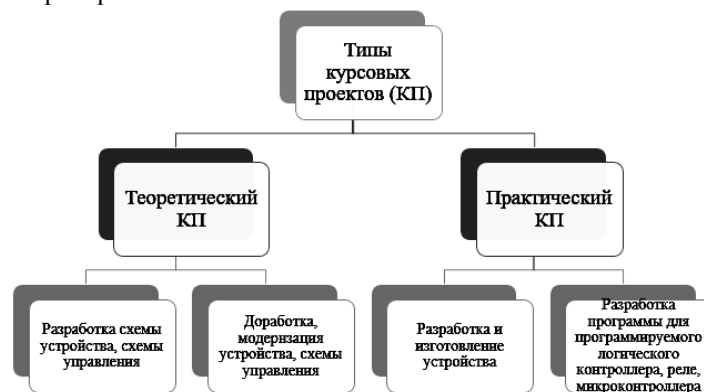 Типы
курсовых
проектов (КП)
Теоретический
КП
Практический
КП
Разработка схемы
устройства, схемы
управления
Доработка,
модернизация
устройства, схемы
управления
Разработка и
изготовление
устройства
Разработка
программы для
программируемого
логического
контроллера, реле,
микроконтроллера